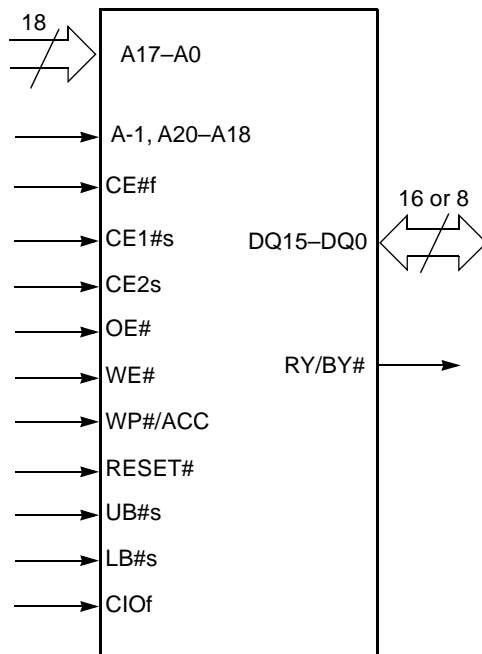 18
A17–A0
A-1, A20–A18
CE#f
16 or 8
CE1#s
DQ15–DQ0
CE2s
OE#
RY/BY#
WE#
WP#/ACC
RESET#
UB#s
LB#s
CIOf